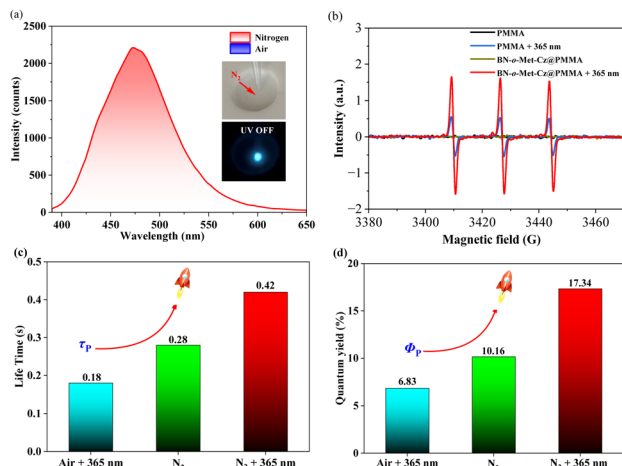 (a)
Nitrogen
Air
N2
UV OFF
2500
2000
1500
1000
500
0
Intensity (counts)
400 450 500 550 600 650
Wavelength (nm)
(b)
PMMA
PMMA + 365 nm
BN-o-Met-Cz@PMMA
BN-o-Met-Cz@PMMA + 365 nm
4
3
2
1
0
−1
−2
Intensity (a.u.)
3380 3400 3420 3440 3460
Magnetic field (G)
(c)
0.6
0.5
0.4
0.3
0.2
0.1
0.0
Life Time (s)
τP
0.18
0.28
0.42
Air + 365 nm N2 N2 + 365 nm
(d)
20
15
10
5
0
Quantum yield (%)
ΦP
6.83
10.16
17.34
Air + 365 nm N2 N2 + 365 nm